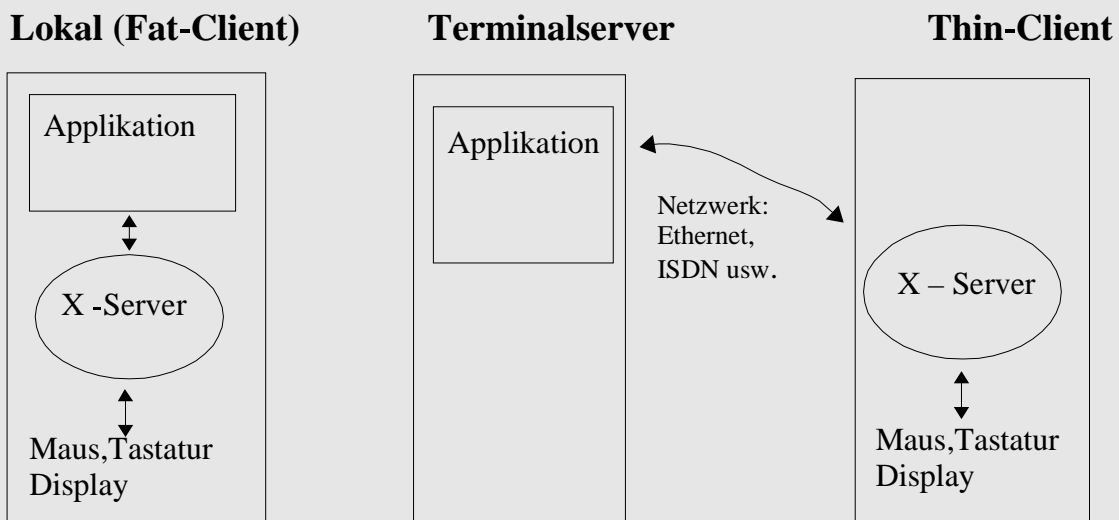 Lokal (Fat-Client)
Terminalserver
Thin-Client
Applikation
X -Server
Maus,Tastatur
Display
Applikation
Netzwerk:
Ethernet,
ISDN usw.
X – Server
Maus,Tastatur
Display